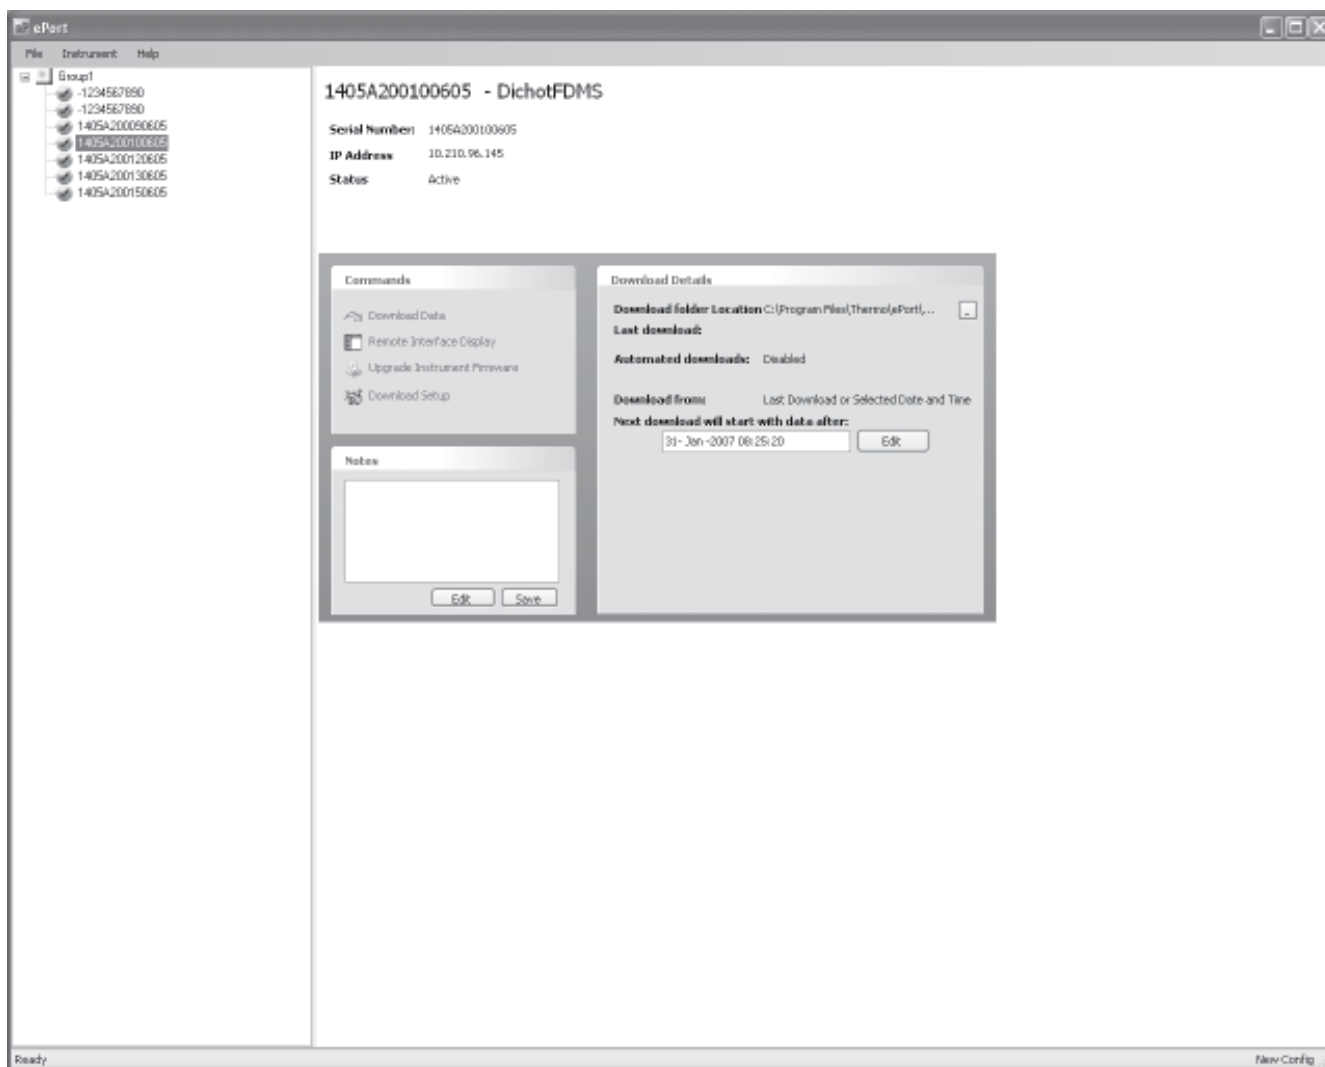 ePort
File Instrument Help
Group1
-1234567890
-1234567890
1405A200090605
1405A200100605
1405A200120605
1405A200130605
1405A200150605
1405A200100605 - DichotFDMS
Serial Number: 1405A200100605
IP Address 10.210.96.145
Status Active
Commands
Download Data
Remote Interface Display
Upgrade Instrument Firmware
Download Setup
Notes
Edit Save
Download Details
Download folder Location C:\Program Files\Thermo\ePort\,...
Last download:
Automated downloads: Disabled
Download from: Last Download or Selected Date and Time
Next download will start with data after:
31-Jan-2007 08:25:20 Edit
Ready New Config